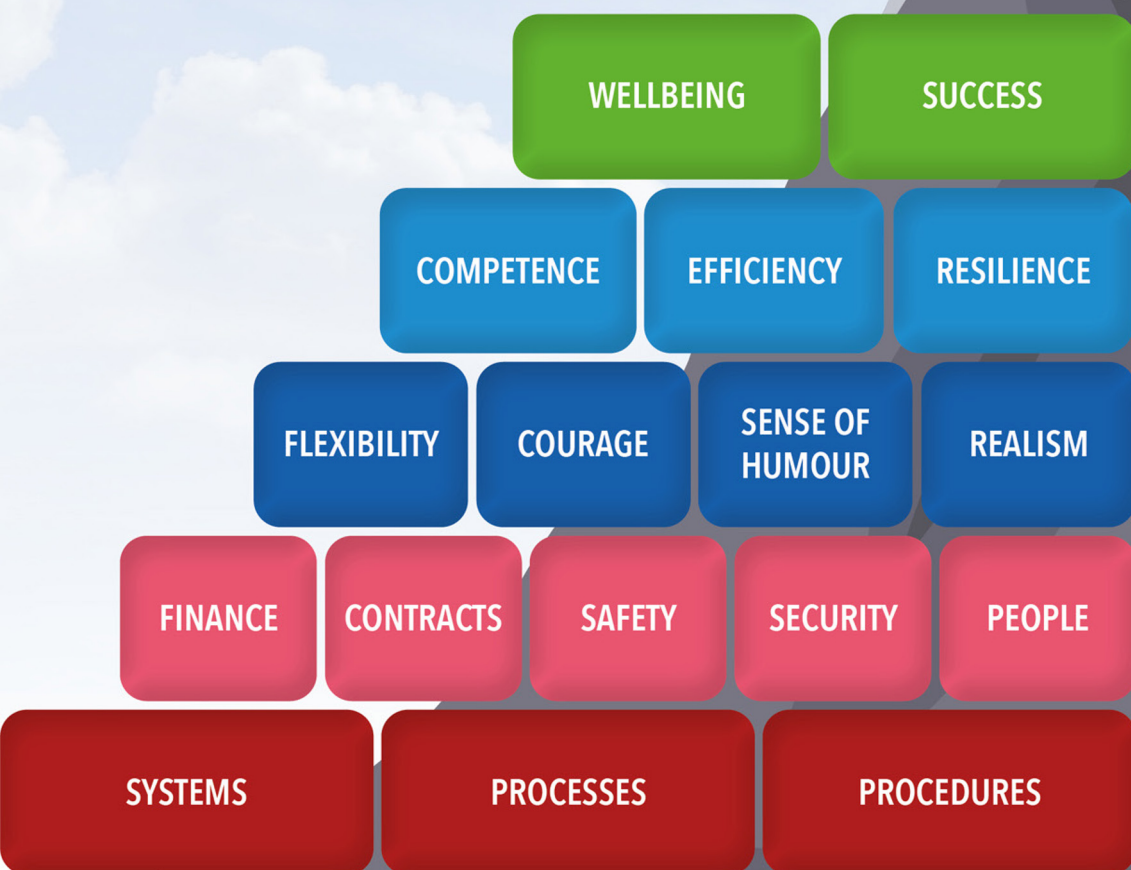 WELLBEING
SUCCESS
COMPETENCE
EFFICIENCY
RESILIENCE
FLEXIBILITY
COURAGE
SENSE OF
HUMOUR
REALISM
FINANCE
CONTRACTS
SAFETY
SECURITY
PEOPLE
SYSTEMS
PROCESSES
PROCEDURES